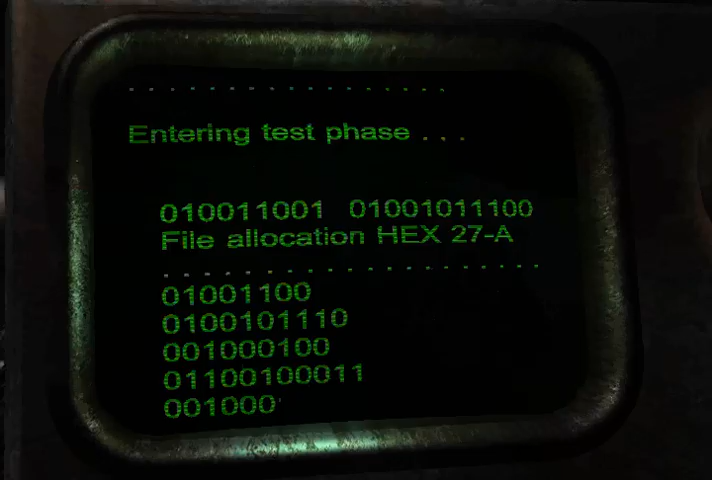 . . . . . . . . . . . . . . . . .
Entering test phase . . .
010011001 01001011100
File allocation HEX 27-A
. . . . . . . . . . . . . . . . . . . .
01001100
0100101110
001000100
01100100011
001000